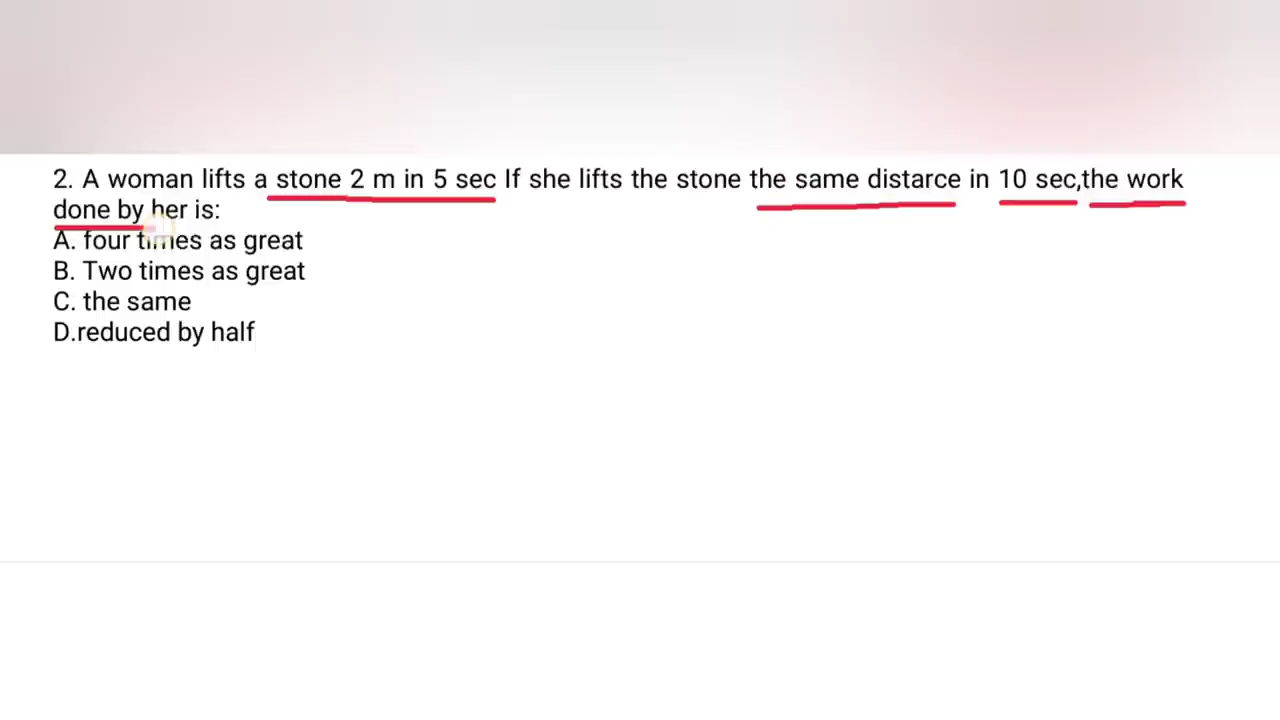 2. A woman lifts a stone 2 m in 5 sec If she lifts the stone the same distarce in 10 sec,the work
done by her is:
A. four times as great
B. Two times as great
C. the same
D.reduced by half